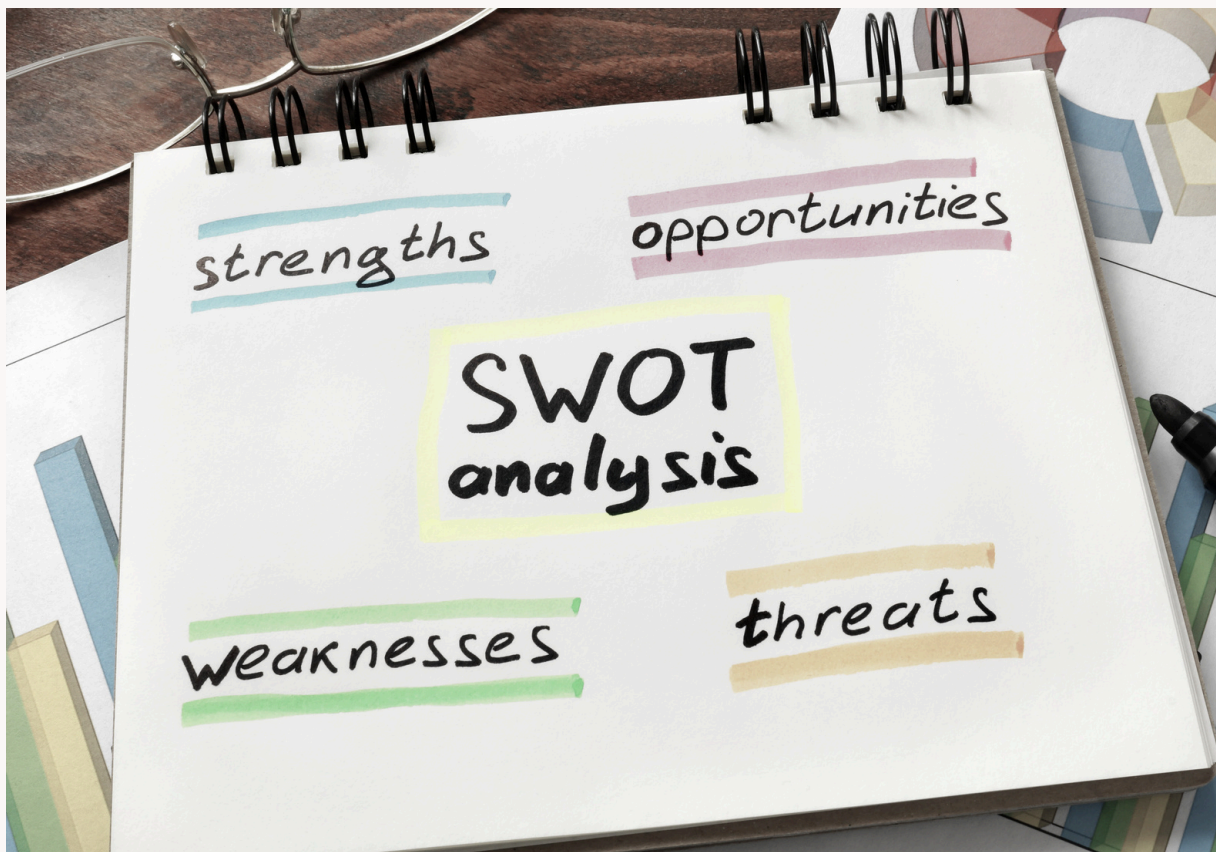 strengths
opportunities
SWOT
analysis
weaknesses
threats